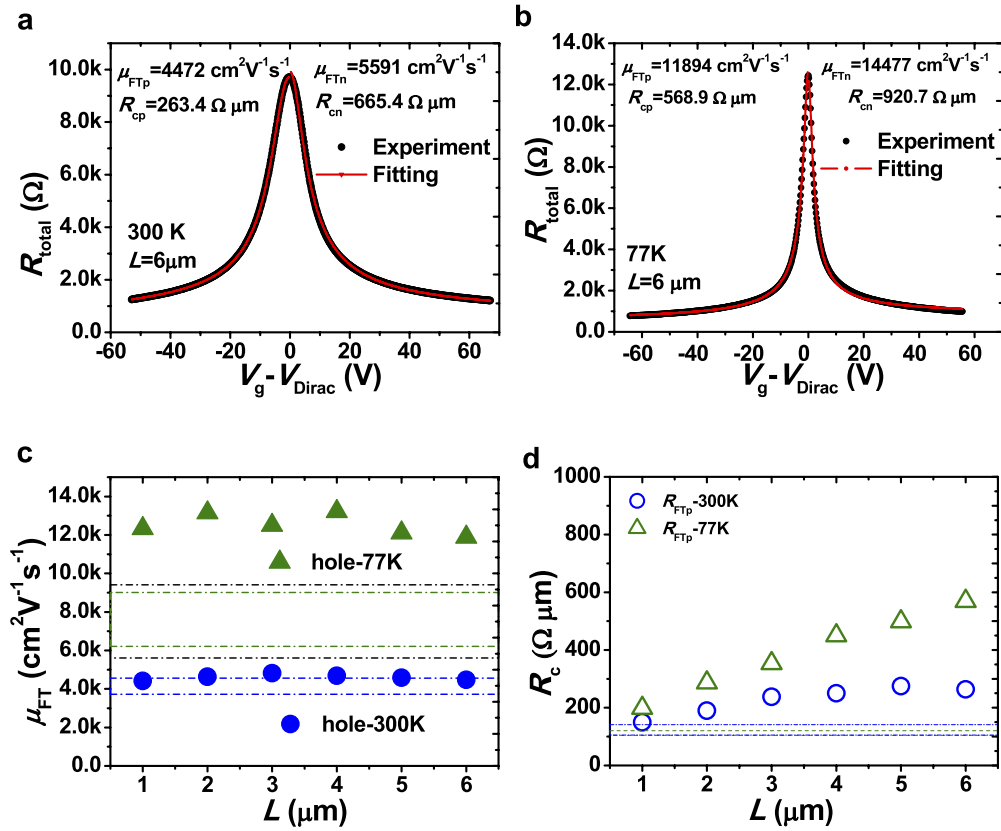 a
μFTp=4472 cm²V⁻¹s⁻¹
Rcp=263.4 Ω μm
μFTn=5591 cm²V⁻¹s⁻¹
Rcn=665.4 Ω μm
Experiment
Fitting
300 K
L=6μm
Rtotal (Ω)
10.0k
8.0k
6.0k
4.0k
2.0k
0.0
-60 -40 -20 0 20 40 60
Vg - VDirac (V)
b
μFTp=11894 cm²V⁻¹s⁻¹
Rcp=568.9 Ω μm
μFTn=14477 cm²V⁻¹s⁻¹
Rcn=920.7 Ω μm
Experiment
Fitting
77K
L=6 μm
Rtotal (Ω)
14.0k
12.0k
10.0k
8.0k
6.0k
4.0k
2.0k
0.0
-60 -40 -20 0 20 40 60
Vg - VDirac (V)
c
μFT (cm²V⁻¹s⁻¹)
14.0k
12.0k
10.0k
8.0k
6.0k
4.0k
2.0k
0.0
hole-77K
hole-300K
1 2 3 4 5 6
L (μm)
d
Rc (Ω μm)
1000
800
600
400
200
0
RFTp-300K
RFTp-77K
1 2 3 4 5 6
L (μm)